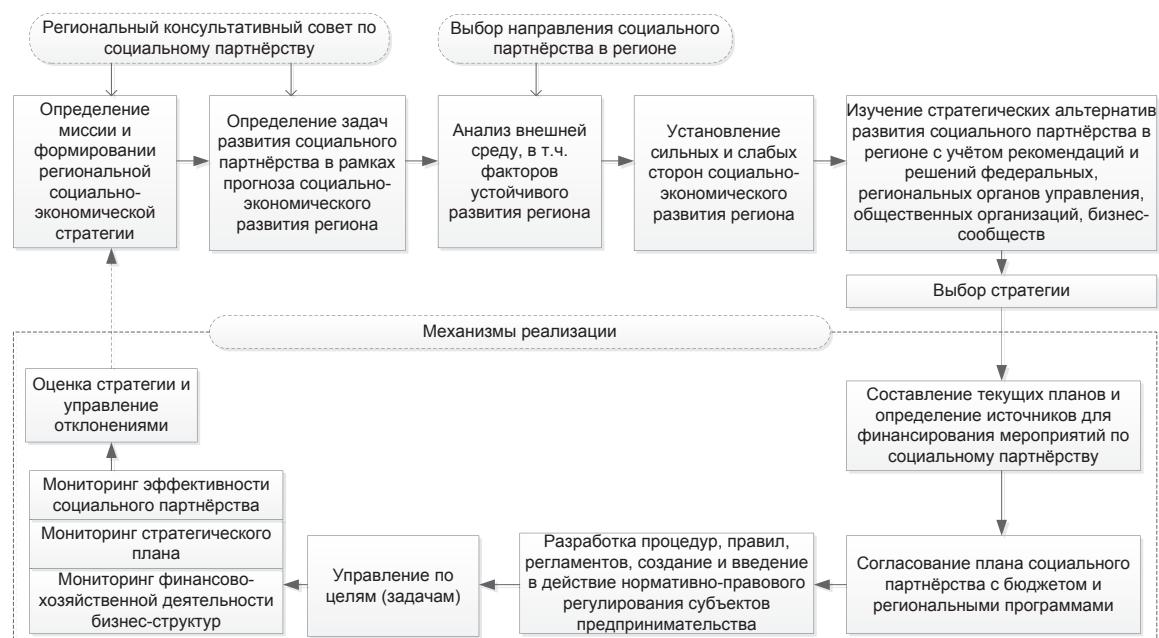 Региональный консультативный совет по
социальному партнёрству
Выбор направления социального
партнёрства в регионе
Определение
миссии и
формировании
региональной
социально-
экономической
стратегии
Определение задач
развития социального
партнёрства в рамках
прогноза социально-
экономического
развития региона
Анализ внешней
среду, в т.ч.
факторов
устойчивого
развития региона
Установление
сильных и слабых
сторон социально-
экономического
развития региона
Изучение стратегических альтернатив
развития социального партнёрства в
регионе с учётом рекомендаций и
решений федеральных,
региональных органов управления,
общественных организаций, бизнес-
сообществ
Выбор стратегии
Механизмы реализации
Составление текущих планов и
определение источников для
финансирования мероприятий по
социальному партнёрству
Согласование плана социального
партнёрства с бюджетом и
региональными программами
Разработка процедур, правил,
регламентов, создание и введение
в действие нормативно-правового
регулирования субъектов
предпринимательства
Управление по
целям (задачам)
Мониторинг эффективности
социального партнёрства
Мониторинг стратегического
плана
Мониторинг финансово-
хозяйственной деятельности
бизнес-структур
Оценка стратегии и
управление
отклонениями